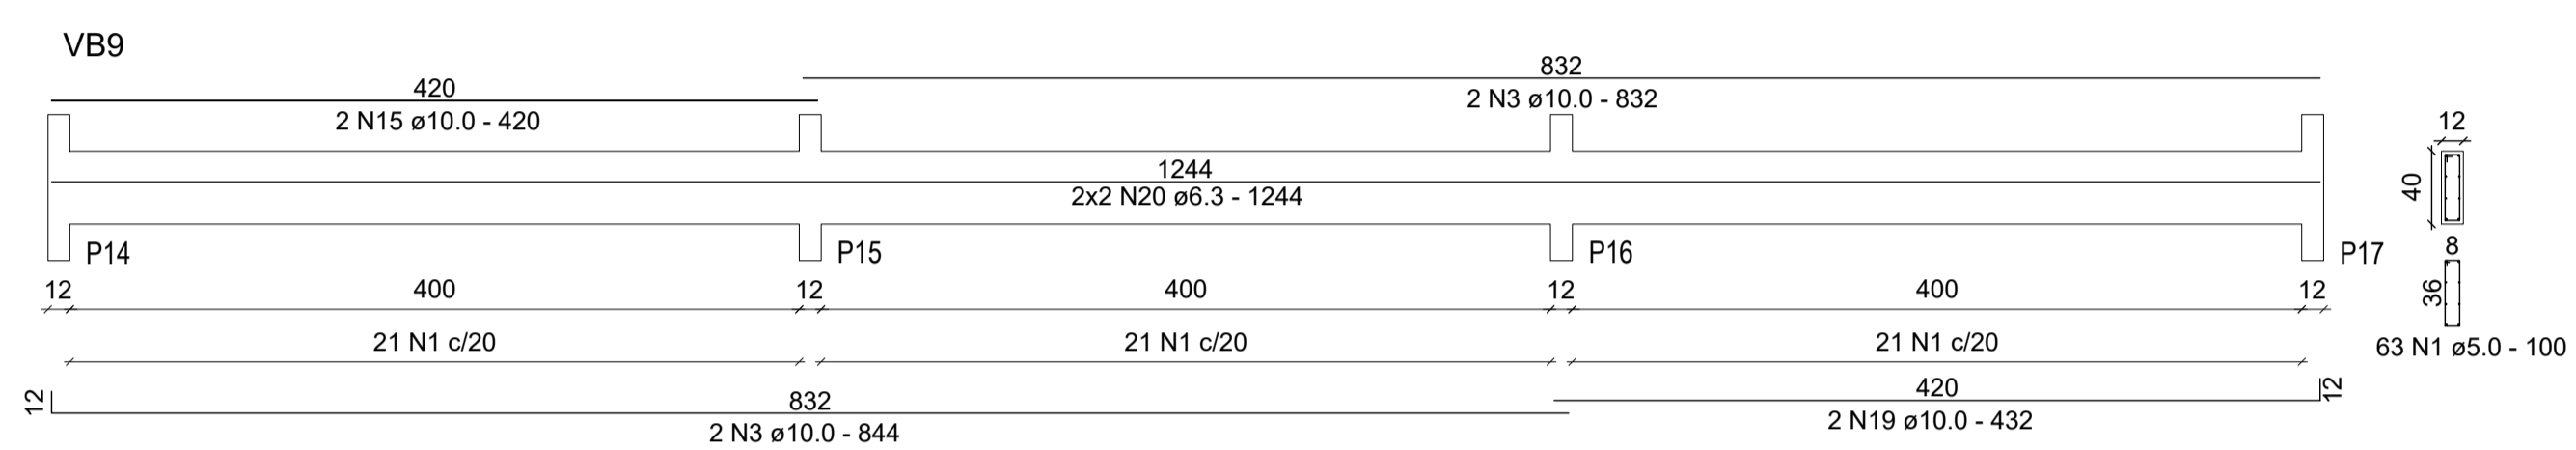 VB9
420
2 N15 ø10.0 - 420
832
2 N3 ø10.0 - 832
1244
2x2 N20 ø6.3 - 1244
P14
P15
P16
P17
12
400
12
400
12
400
12
21 N1 c/20
21 N1 c/20
21 N1 c/20
12
832
2 N3 ø10.0 - 844
420
12
2 N19 ø10.0 - 432
12
40
8
36
63 N1 ø5.0 - 100